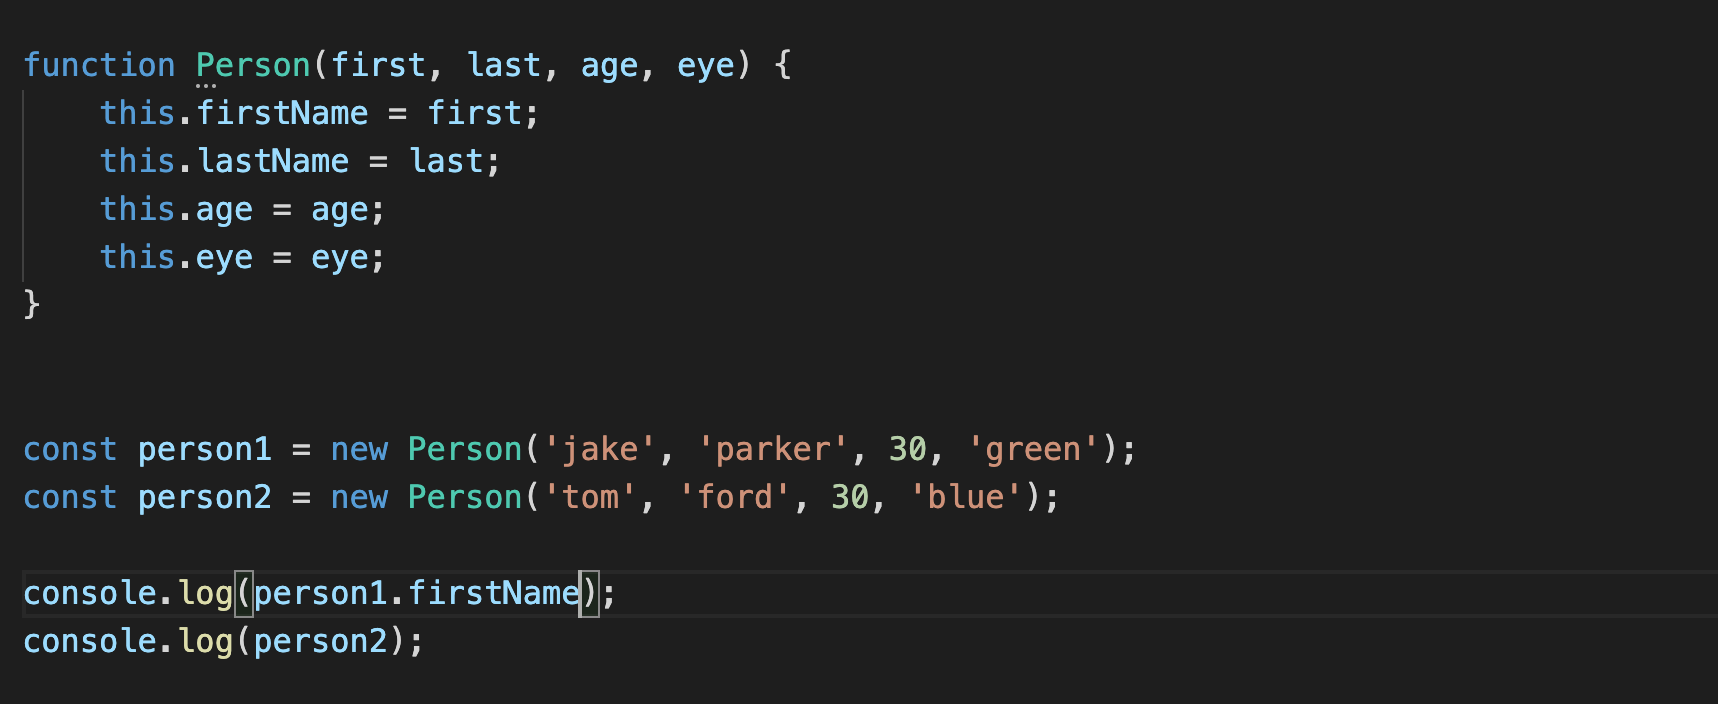 function Person(first, last, age, eye) {
    this.firstName = first;
    this.lastName = last;
    this.age = age;
    this.eye = eye;
}
const person1 = new Person('jake', 'parker', 30, 'green');
const person2 = new Person('tom', 'ford', 30, 'blue');
console.log(person1.firstName);
console.log(person2);